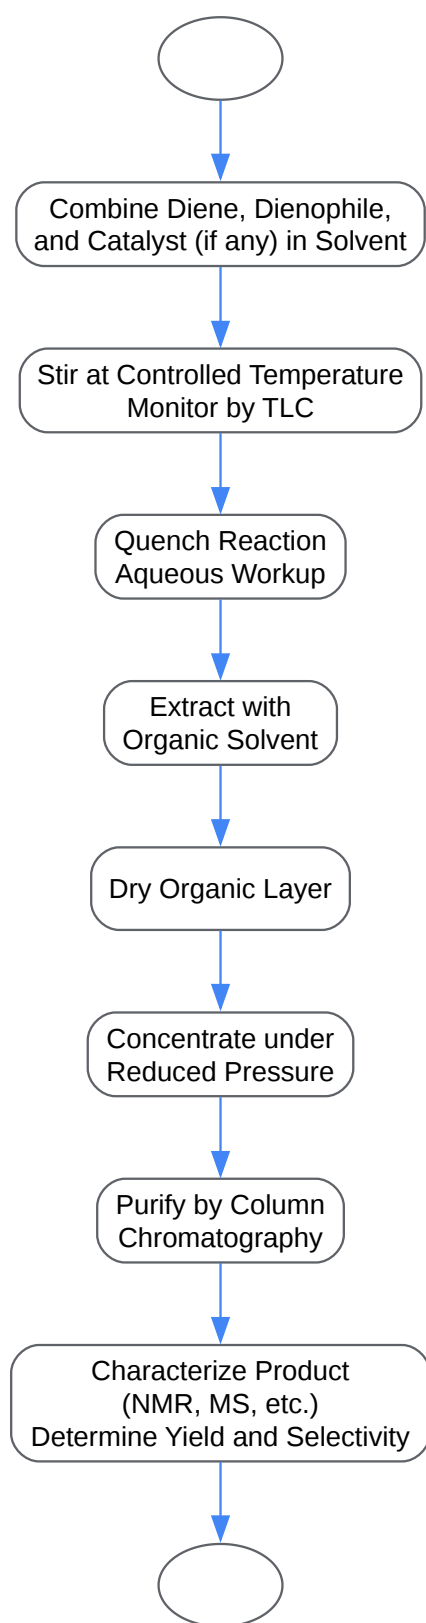 Combine Diene, Dienophile,
and Catalyst (if any) in Solvent
Stir at Controlled Temperature
Monitor by TLC
Quench Reaction
Aqueous Workup
Extract with
Organic Solvent
Dry Organic Layer
Concentrate under
Reduced Pressure
Purify by Column
Chromatography
Characterize Product
(NMR, MS, etc.)
Determine Yield and Selectivity